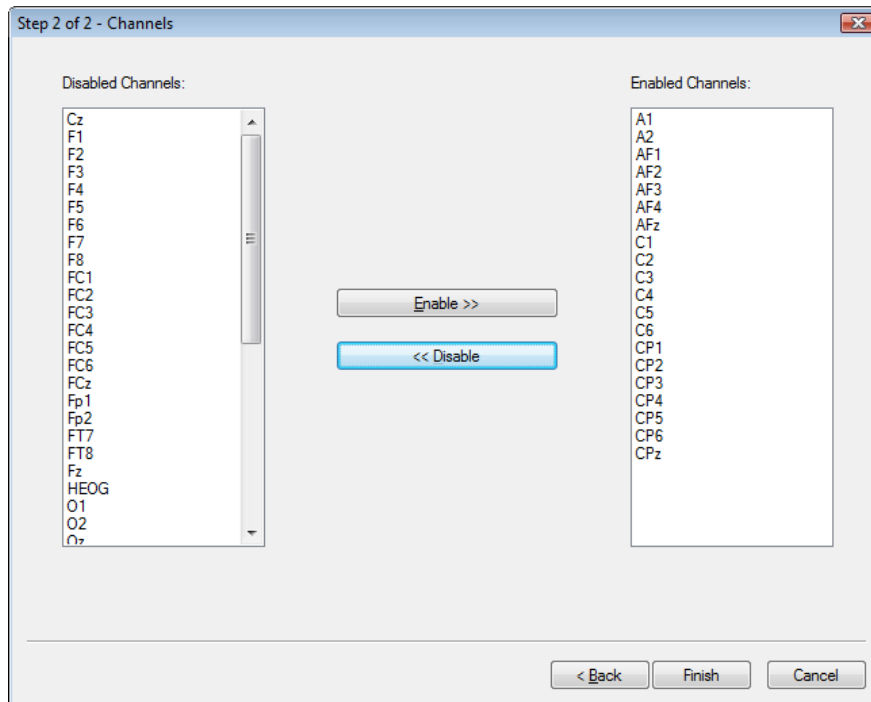 Step 2 of 2 - Channels
Disabled Channels:
Cz
F1
F2
F3
F4
F5
F6
F7
F8
FC1
FC2
FC3
FC4
FC5
FC6
FCz
Fp1
Fp2
FT7
FT8
Fz
HEOG
O1
O2
Oz
Enable >>
<< Disable
Enabled Channels:
A1
A2
AF1
AF2
AF3
AF4
AFz
C1
C2
C3
C4
C5
C6
CP1
CP2
CP3
CP4
CP5
CP6
CPz
< Back
Finish
Cancel